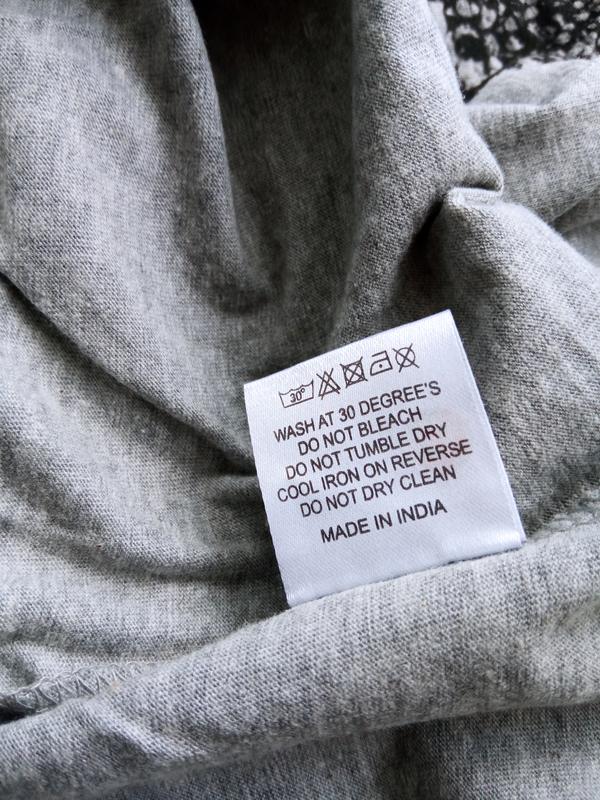 30°
WASH AT 30 DEGREE'S
DO NOT BLEACH
DO NOT TUMBLE DRY
COOL IRON ON REVERSE
DO NOT DRY CLEAN
MADE IN INDIA